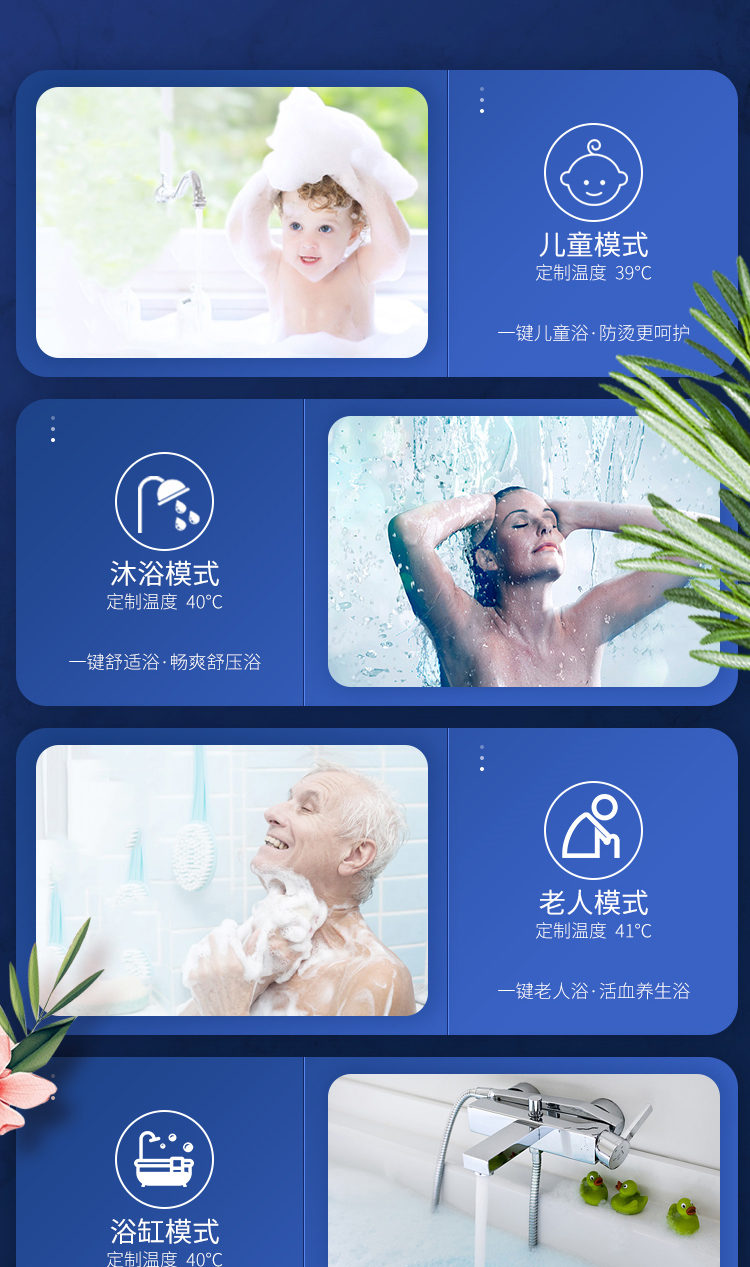 儿童模式
定制温度 39℃
一键儿童浴·防烫更呵护
沐浴模式
定制温度 40℃
一键舒适浴·畅爽舒压浴
老人模式
定制温度 41℃
一键老人浴·活血养生浴
浴缸模式
定制温度 40℃